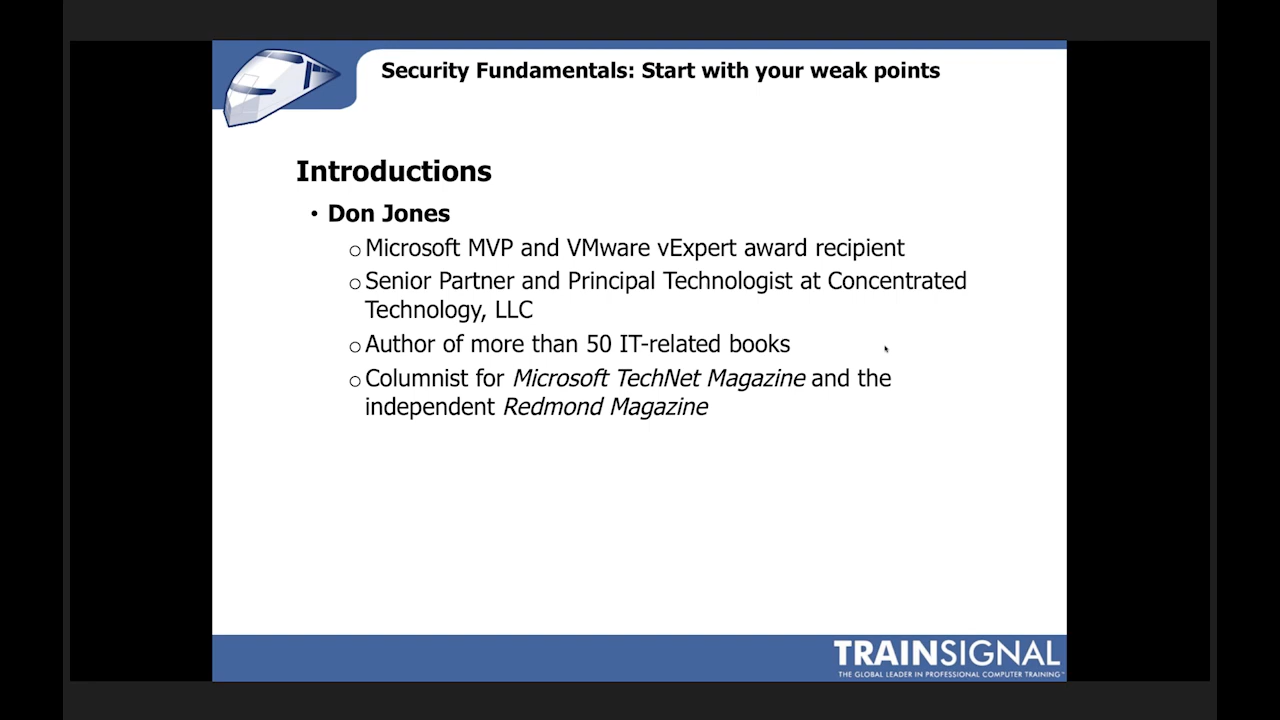 Security Fundamentals: Start with your weak points
Introductions
• Don Jones
o Microsoft MVP and VMware vExpert award recipient
o Senior Partner and Principal Technologist at Concentrated
Technology, LLC
o Author of more than 50 IT-related books
o Columnist for Microsoft TechNet Magazine and the
independent Redmond Magazine
TRAINSIGNAL
THE GLOBAL LEADER IN PROFESSIONAL COMPUTER TRAINING